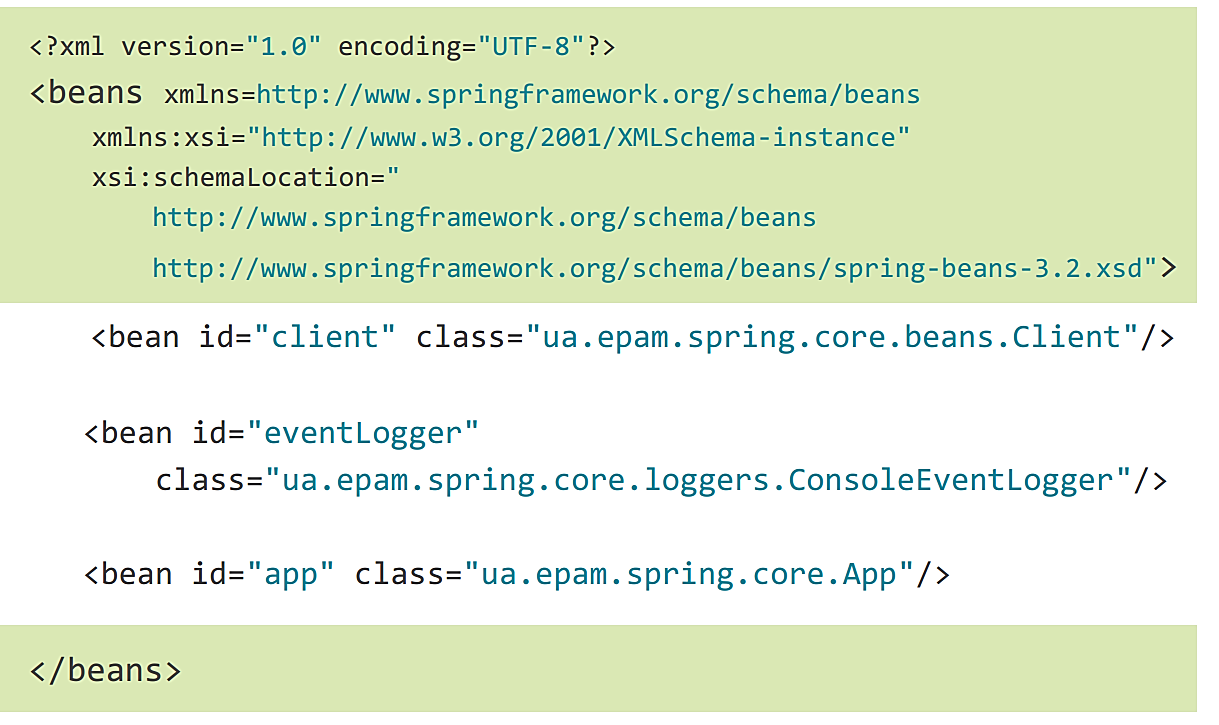 <?xml version="1.0" encoding="UTF-8"?>
<beans xmlns=http://www.springframework.org/schema/beans
xmlns:xsi="http://www.w3.org/2001/XMLSchema-instance"
xsi:schemaLocation="
http://www.springframework.org/schema/beans
http://www.springframework.org/schema/beans/spring-beans-3.2.xsd">
<bean id="client" class="ua.epam.spring.core.beans.Client"/>
<bean id="eventLogger"
class="ua.epam.spring.core.loggers.ConsoleEventLogger"/>
<bean id="app" class="ua.epam.spring.core.App"/>
</beans>